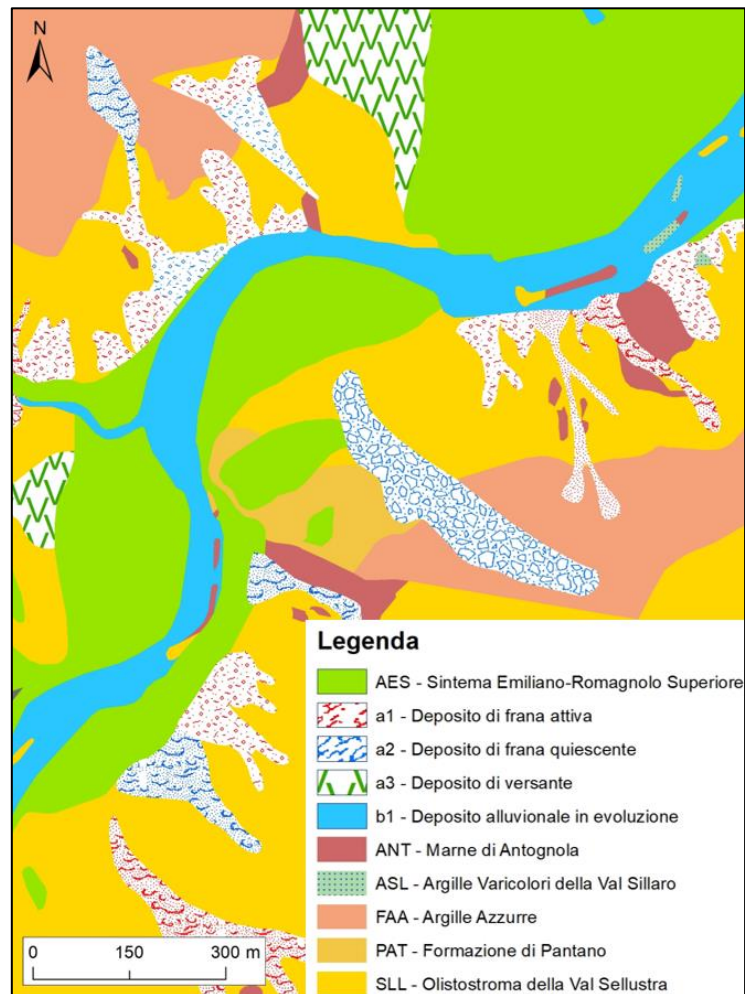 N
Legenda
AES - Sintema Emiliano-Romagnolo Superiore
a1 - Deposito di frana attiva
a2 - Deposito di frana quiescente
a3 - Deposito di versante
b1 - Deposito alluvionale in evoluzione
ANT - Marne di Antognola
ASL - Argille Varicolori della Val Sillaro
FAA - Argille Azzurre
PAT - Formazione di Pantano
SLL - Olistostroma della Val Sellustra
0 150 300 m